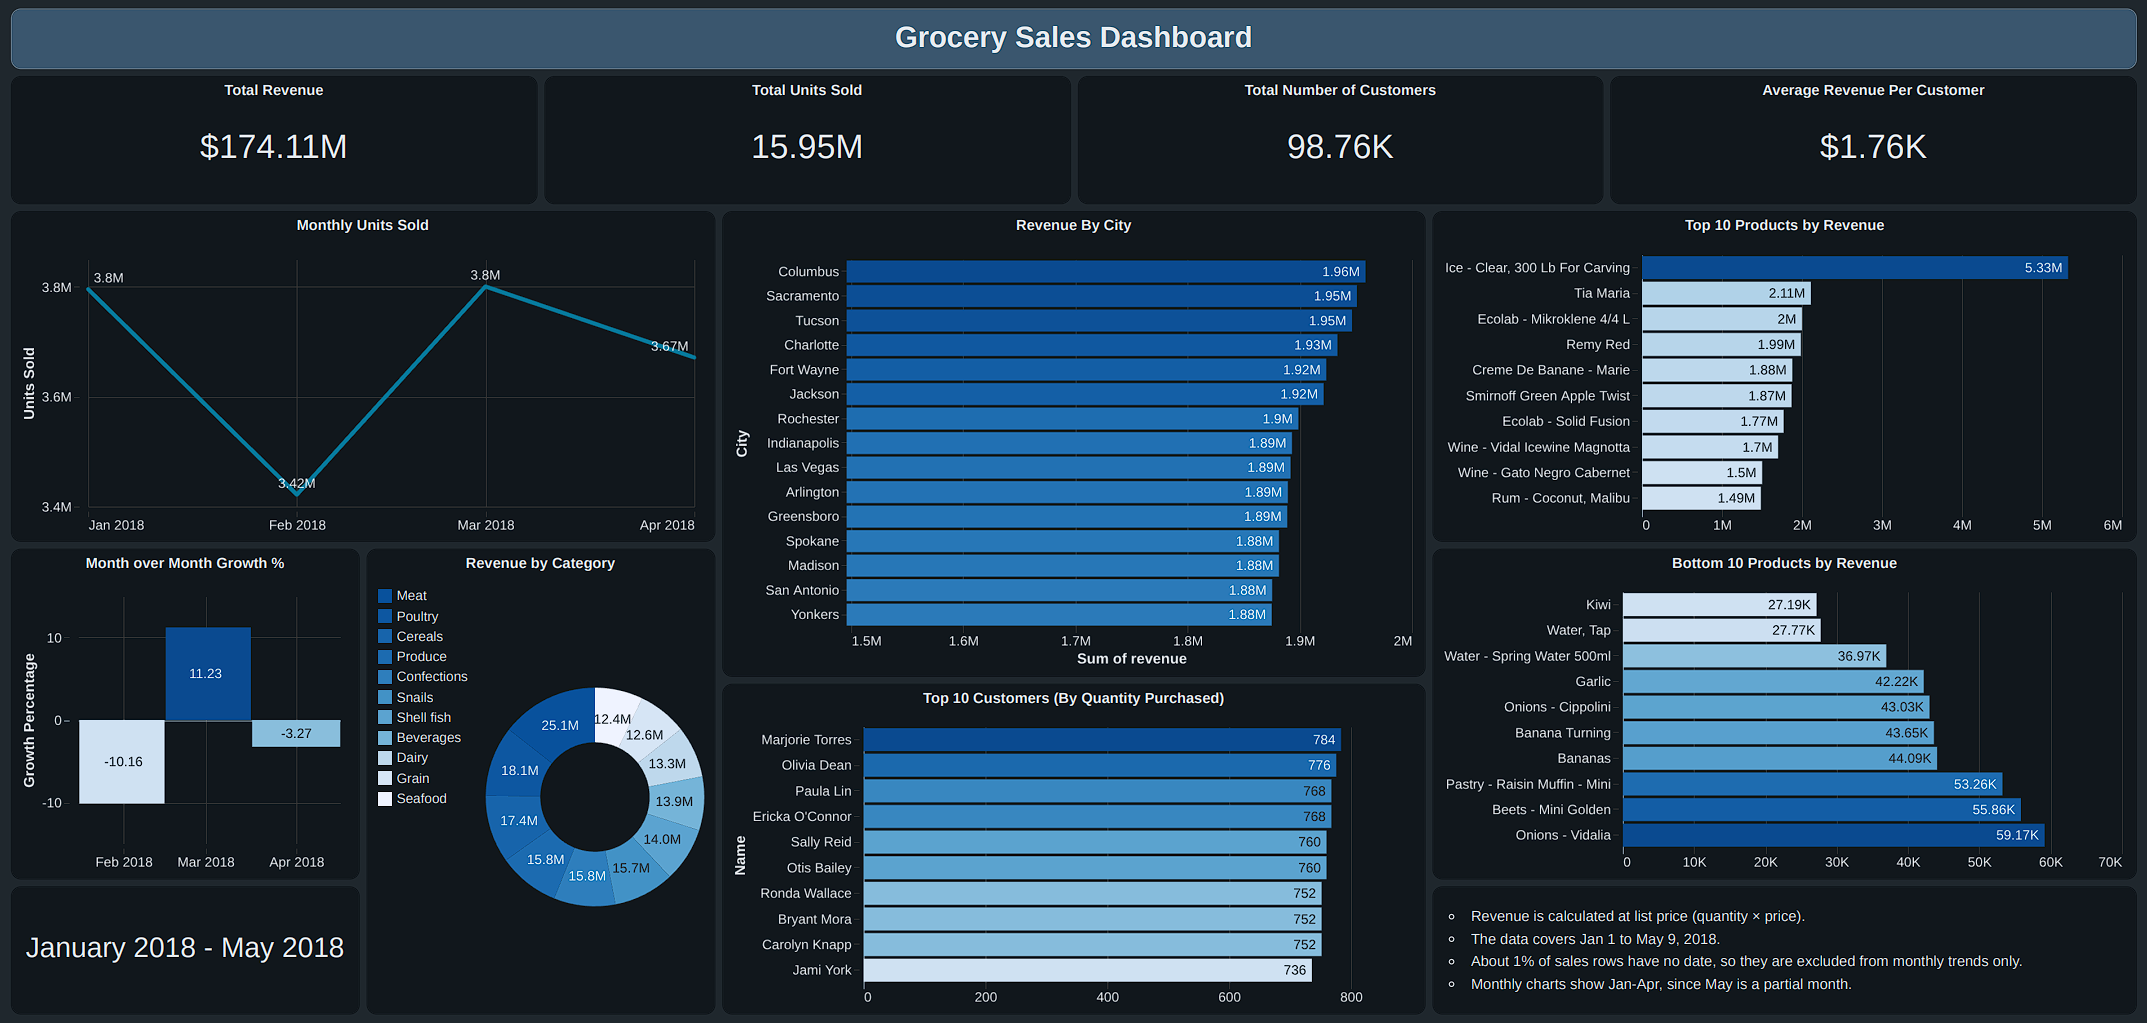 Grocery Sales Dashboard
Total Revenue
$174.11M
Total Units Sold
15.95M
Total Number of Customers
98.76K
Average Revenue Per Customer
$1.76K
Monthly Units Sold
Units Sold
3.8M
3.6M
3.4M
3.8M
3.42M
3.8M
3.67M
Jan 2018
Feb 2018
Mar 2018
Apr 2018
Revenue By City
City
Columbus 1.96M
Sacramento 1.95M
Tucson 1.95M
Charlotte 1.93M
Fort Wayne 1.92M
Jackson 1.92M
Rochester 1.9M
Indianapolis 1.89M
Las Vegas 1.89M
Arlington 1.89M
Greensboro 1.89M
Spokane 1.88M
Madison 1.88M
San Antonio 1.88M
Yonkers 1.88M
1.5M 1.6M 1.7M 1.8M 1.9M 2M
Sum of revenue
Top 10 Products by Revenue
Ice - Clear, 300 Lb For Carving 5.33M
Tia Maria 2.11M
Ecolab - Mikroklene 4/4 L 2M
Remy Red 1.99M
Creme De Banane - Marie 1.88M
Smirnoff Green Apple Twist 1.87M
Ecolab - Solid Fusion 1.77M
Wine - Vidal Icewine Magnotta 1.7M
Wine - Gato Negro Cabernet 1.5M
Rum - Coconut, Malibu 1.49M
0 1M 2M 3M 4M 5M 6M
Month over Month Growth %
Growth Percentage
10
0
-10
-10.16
11.23
-3.27
Feb 2018 Mar 2018 Apr 2018
Revenue by Category
Meat
Poultry
Cereals
Produce
Confections
Snails
Shell fish
Beverages
Dairy
Grain
Seafood
25.1M
18.1M
17.4M
15.8M
15.8M
15.7M
14.0M
13.9M
13.3M
12.6M
12.4M
Top 10 Customers (By Quantity Purchased)
Name
Marjorie Torres 784
Olivia Dean 776
Paula Lin 768
Ericka O'Connor 768
Sally Reid 760
Otis Bailey 760
Ronda Wallace 752
Bryant Mora 752
Carolyn Knapp 752
Jami York 736
0 200 400 600 800
Bottom 10 Products by Revenue
Kiwi 27.19K
Water, Tap 27.77K
Water - Spring Water 500ml 36.97K
Garlic 42.22K
Onions - Cippolini 43.03K
Banana Turning 43.65K
Bananas 44.09K
Pastry - Raisin Muffin - Mini 53.26K
Beets - Mini Golden 55.86K
Onions - Vidalia 59.17K
0 10K 20K 30K 40K 50K 60K 70K
January 2018 - May 2018
Revenue is calculated at list price (quantity × price).
The data covers Jan 1 to May 9, 2018.
About 1% of sales rows have no date, so they are excluded from monthly trends only.
Monthly charts show Jan-Apr, since May is a partial month.